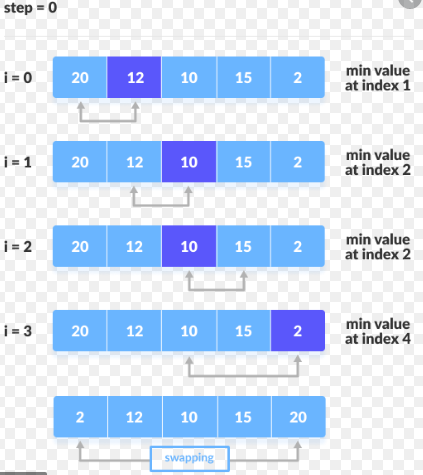 step = 0
i = 0 20 12 10 15 2 min value
at index 1
i = 1 20 12 10 15 2 min value
at index 2
i = 2 20 12 10 15 2 min value
at index 2
i = 3 20 12 10 15 2 min value
at index 4
2 12 10 15 20
swapping